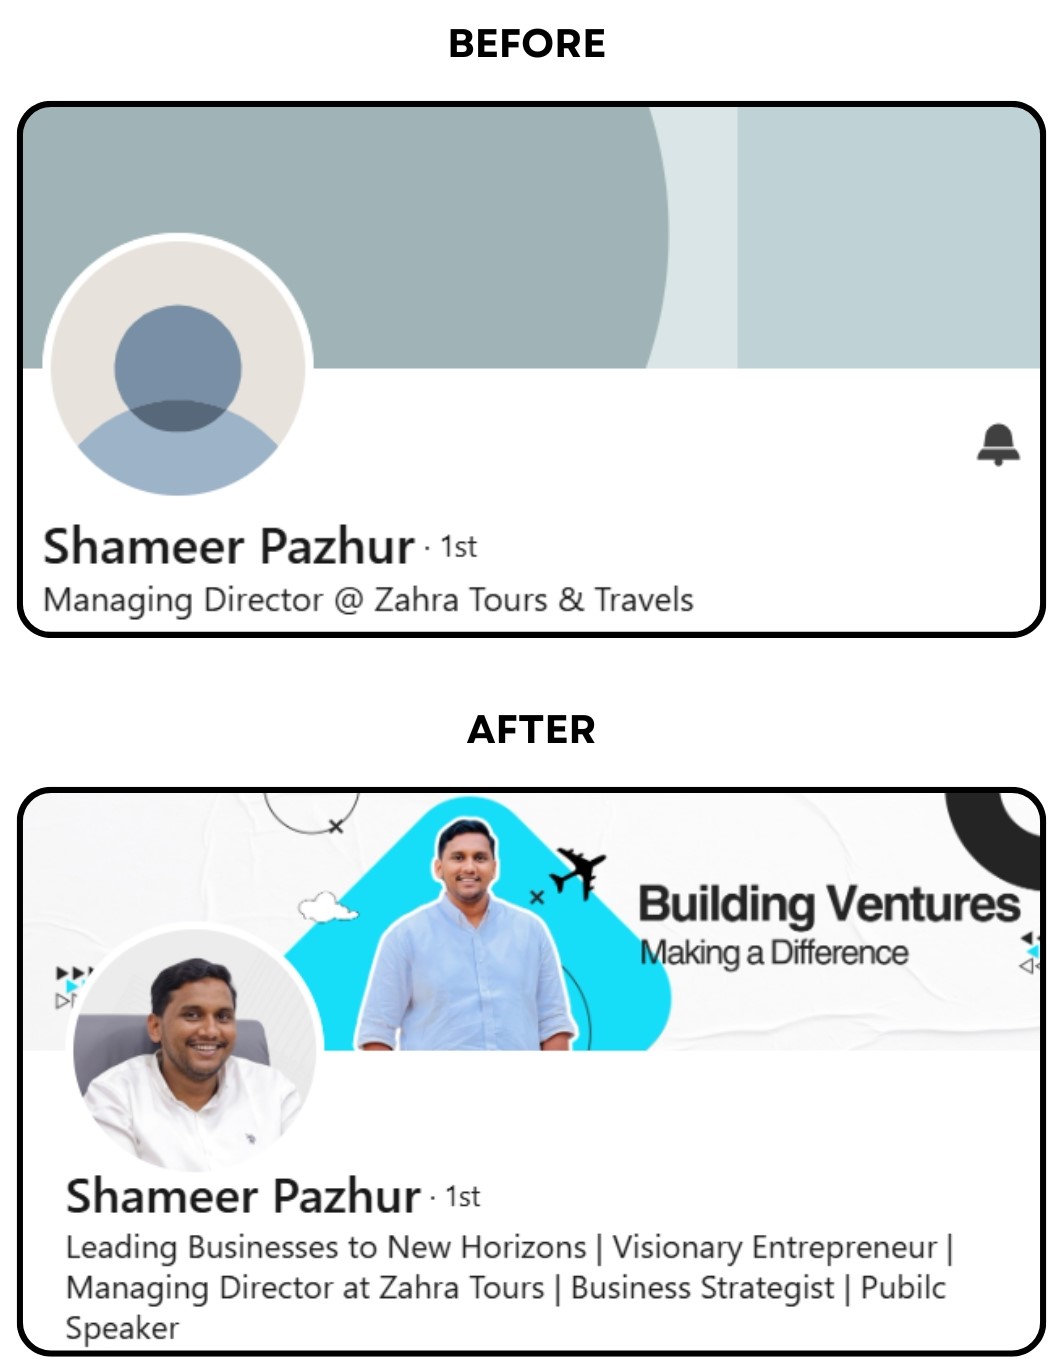 BEFORE
Shameer Pazhur · 1st
Managing Director @ Zahra Tours & Travels
AFTER
Building Ventures
Making a Difference
Shameer Pazhur · 1st
Leading Businesses to New Horizons | Visionary Entrepreneur |
Managing Director at Zahra Tours | Business Strategist | Pubilc
Speaker